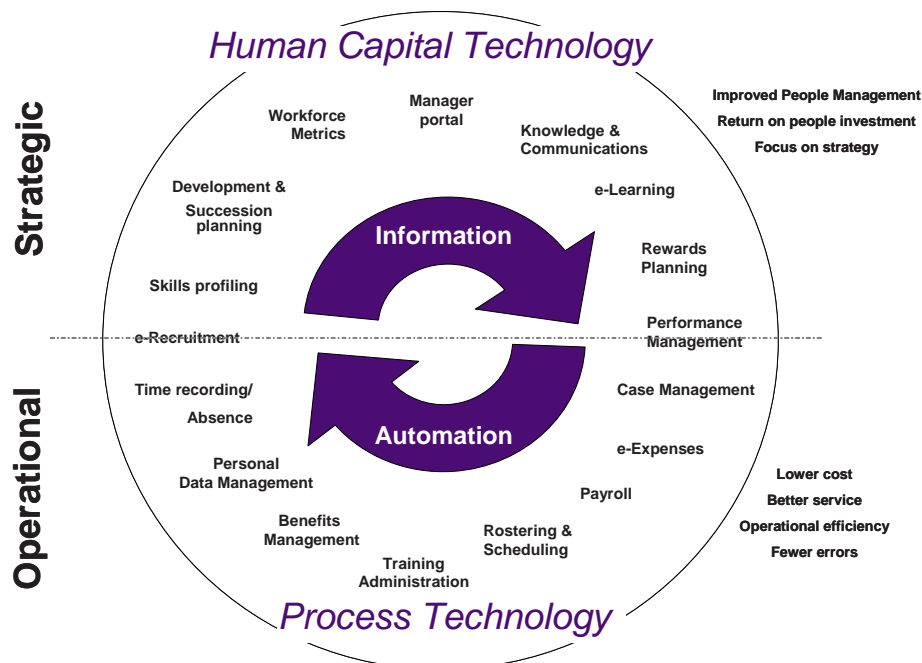 Human Capital Technology
Strategic
Workforce
Metrics
Manager
portal
Knowledge &
Communications
Improved People Management
Return on people investment
Focus on strategy
Development &
Succession
planning
e-Learning
Information
Rewards
Planning
Skills profiling
e-Recruitment
Performance
Management
Operational
Time recording/
Absence
Case Management
Automation
e-Expenses
Personal
Data Management
Payroll
Benefits
Management
Rostering &
Scheduling
Training
Administration
Lower cost
Better service
Operational efficiency
Fewer errors
Process Technology